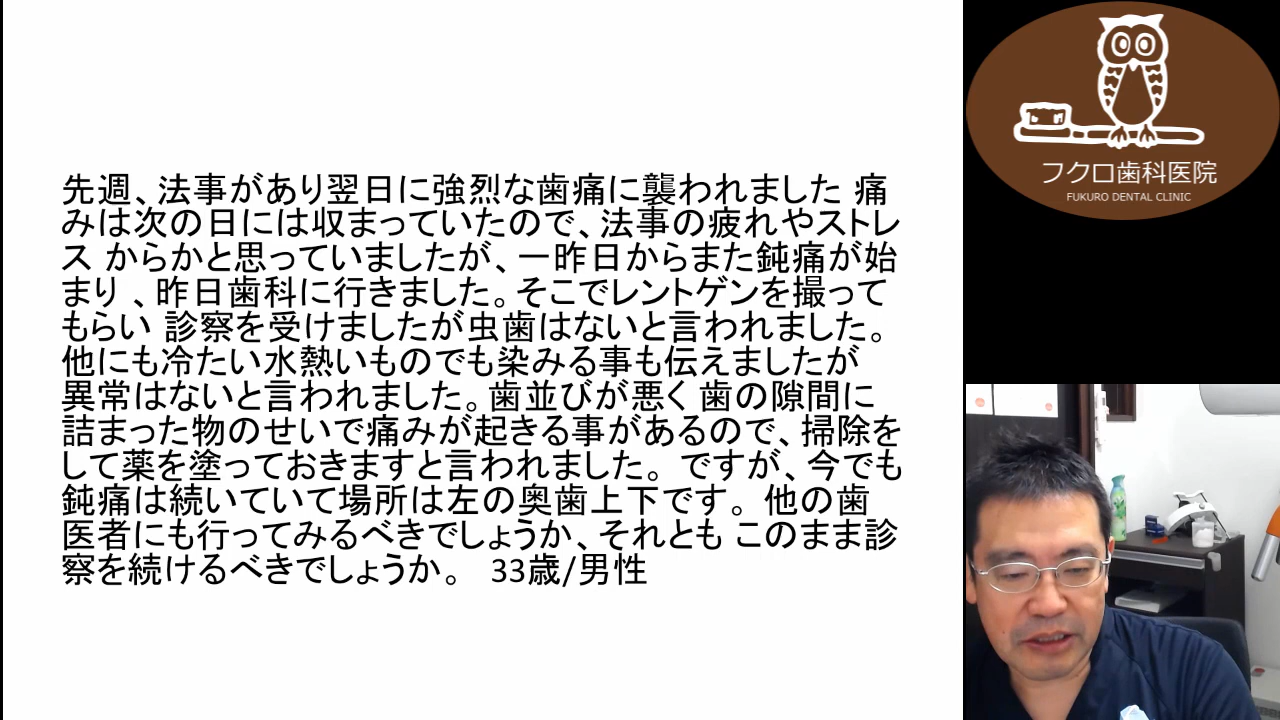 先週、法事があり翌日に強烈な歯痛に襲われました 痛
みは次の日には収まっていたので、法事の疲れやストレ
ス からかと思っていましたが、一昨日からまた鈍痛が始
まり 、昨日歯科に行きました。そこでレントゲンを撮って
もらい 診察を受けましたが虫歯はないと言われました。
他にも冷たい水熱いものでも染みる事も伝えましたが
異常はないと言われました。歯並びが悪く歯の隙間に
詰まった物のせいで痛みが起きる事があるので、掃除を
して薬を塗っておきますと言われました。 ですが、今でも
鈍痛は続いていて場所は左の奥歯上下です。 他の歯
医者にも行ってみるべきでしょうか、それとも このまま診
察を続けるべきでしょうか。　33歳/男性
フクロ歯科医院
FUKURO DENTAL CLINIC